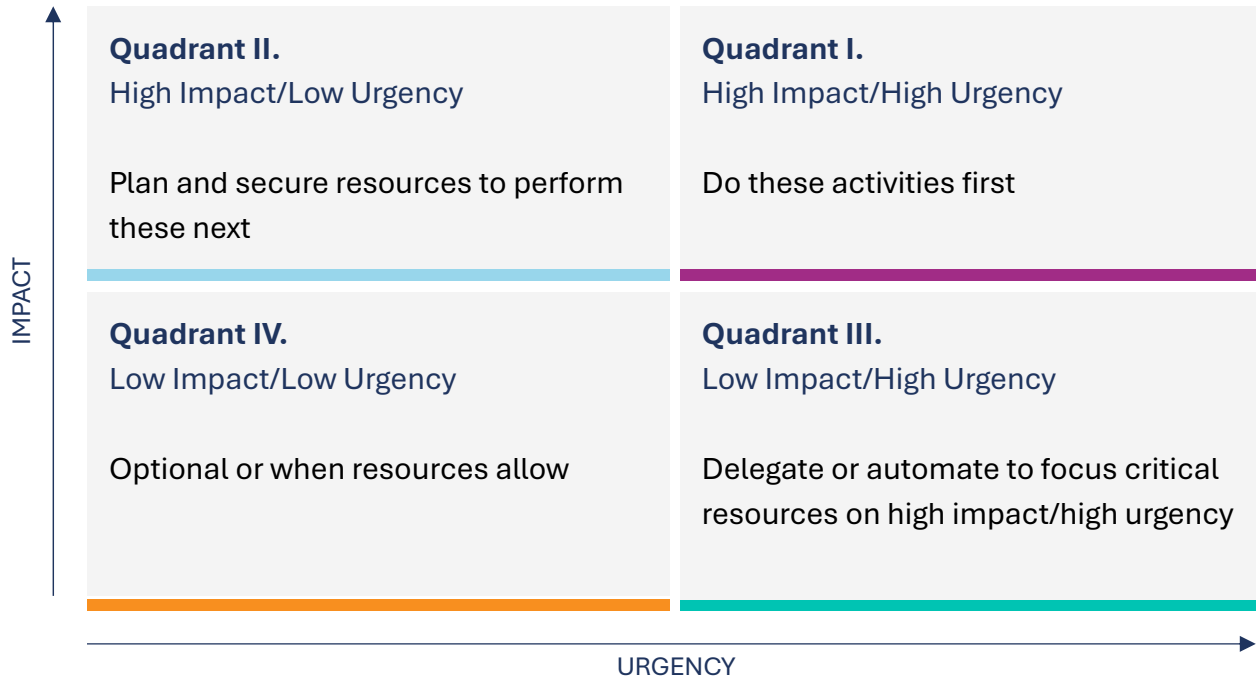 IMPACT
Quadrant II.
High Impact/Low Urgency
Plan and secure resources to perform
these next
Quadrant I.
High Impact/High Urgency
Do these activities first
Quadrant IV.
Low Impact/Low Urgency
Optional or when resources allow
Quadrant III.
Low Impact/High Urgency
Delegate or automate to focus critical
resources on high impact/high urgency
URGENCY